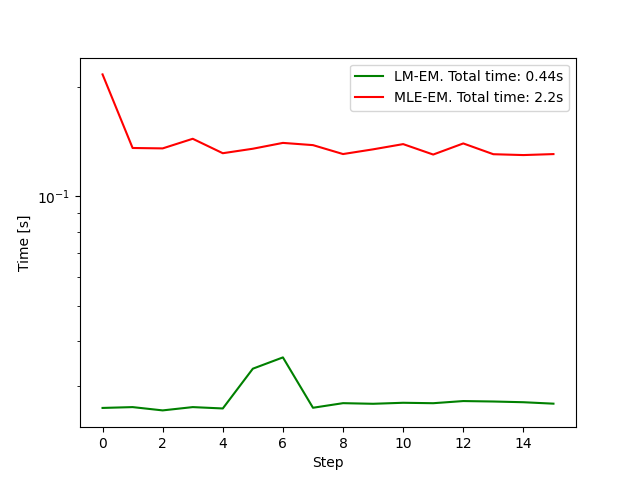 LM-EM. Total time: 0.44s
MLE-EM. Total time: 2.2s
10⁻¹
Time [s]
0 2 4 6 8 10 12 14
Step